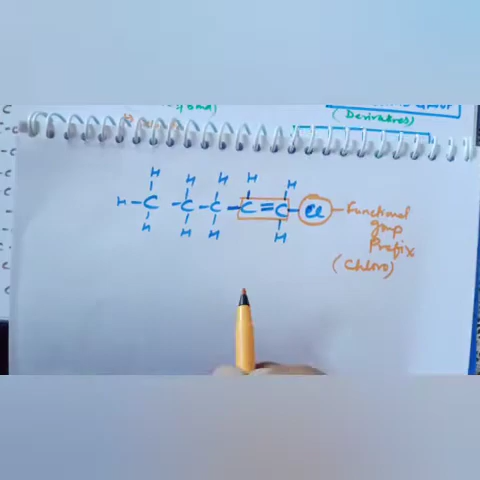 (Derivatives)
H H H H H
H-C-C-C-C=C-Cl
H H H H
Functional
group
Prefix
(Chloro)